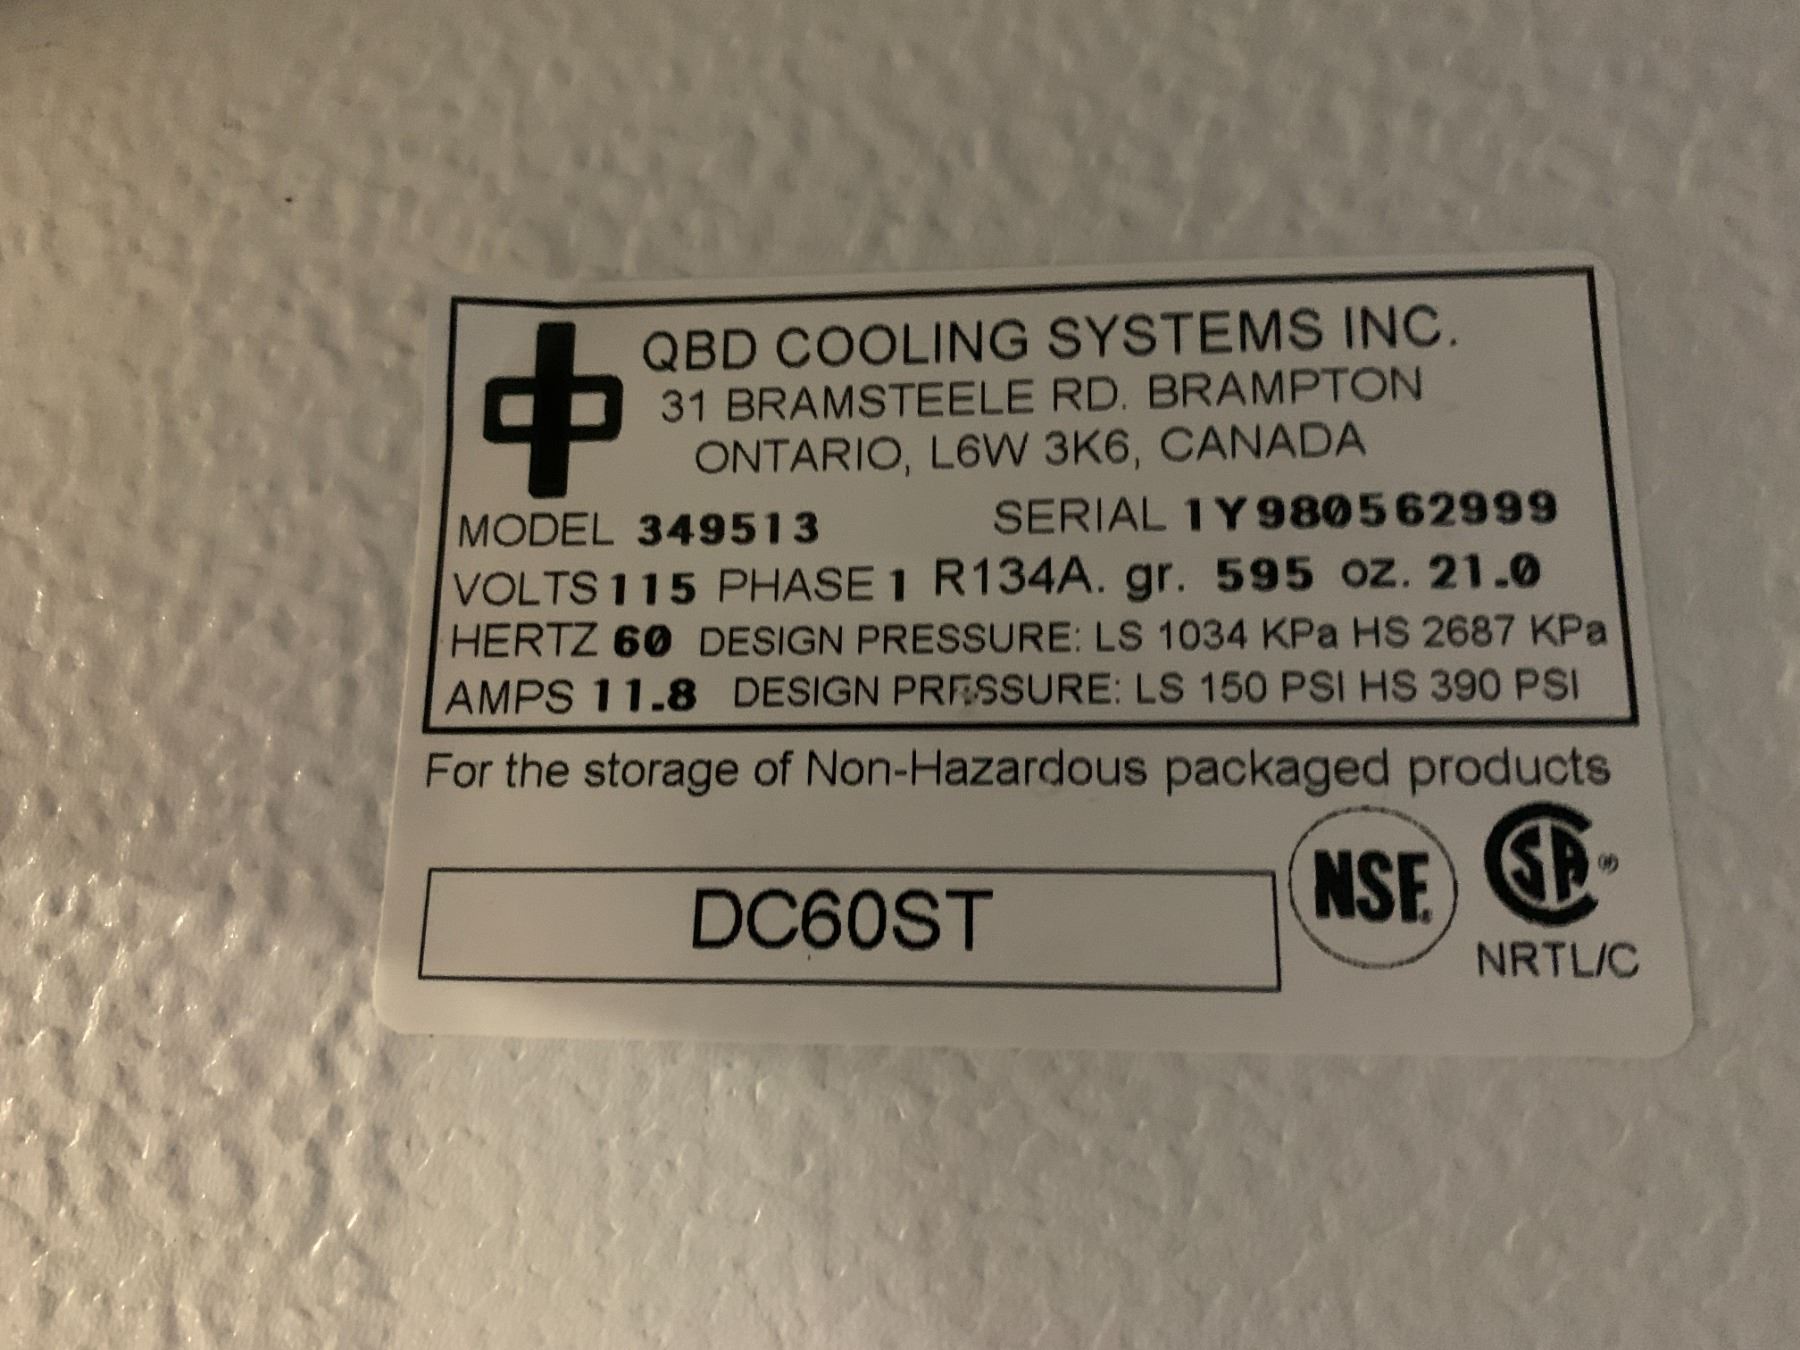 QBD COOLING SYSTEMS INC.
31 BRAMSTEELE RD. BRAMPTON
ONTARIO, L6W 3K6, CANADA
MODEL 349513 SERIAL 1Y980562999
VOLTS 115 PHASE 1 R134A. gr. 595 oz. 21.0
HERTZ 60 DESIGN PRESSURE: LS 1034 KPa HS 2687 KPa
AMPS 11.8 DESIGN PRESSURE: LS 150 PSI HS 390 PSI
For the storage of Non-Hazardous packaged products
DC60ST
NSF®
SA®
NRTL/C